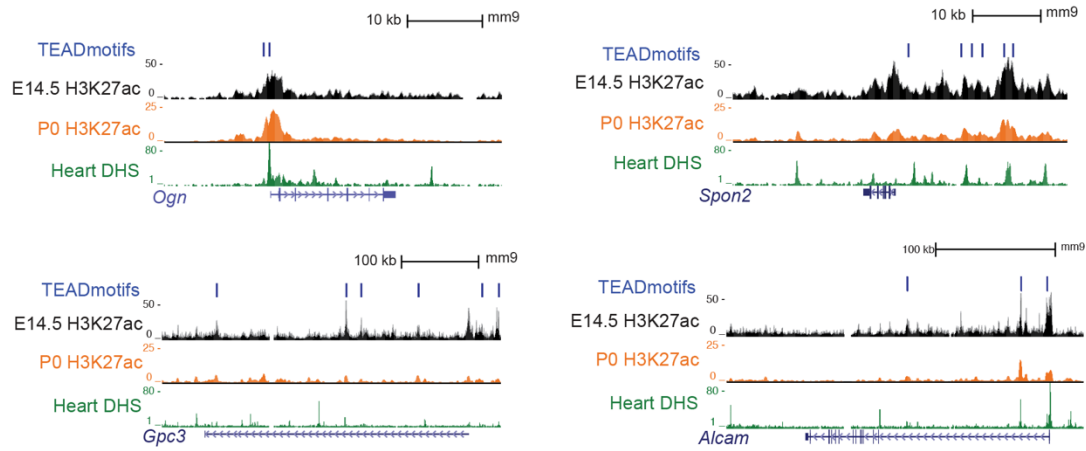 10 kb mm9
TEADmotifs
50 -
E14.5 H3K27ac
0 _
25
P0 H3K27ac
0
80
Heart DHS
1 _
Ogn
10 kb mm9
TEADmotifs
50 -
E14.5 H3K27ac
0 _
25 -
P0 H3K27ac
0 _
80 -
Heart DHS
1 _
Spon2
100 kb mm9
TEADmotifs
50 -
E14.5 H3K27ac
0 _
25 -
P0 H3K27ac
0 _
80
Heart DHS
1 _
Gpc3
100 kb mm9
TEADmotifs
50 -
E14.5 H3K27ac
0 _
25 -
P0 H3K27ac
0 _
80 -
Heart DHS
1 _
Alcam